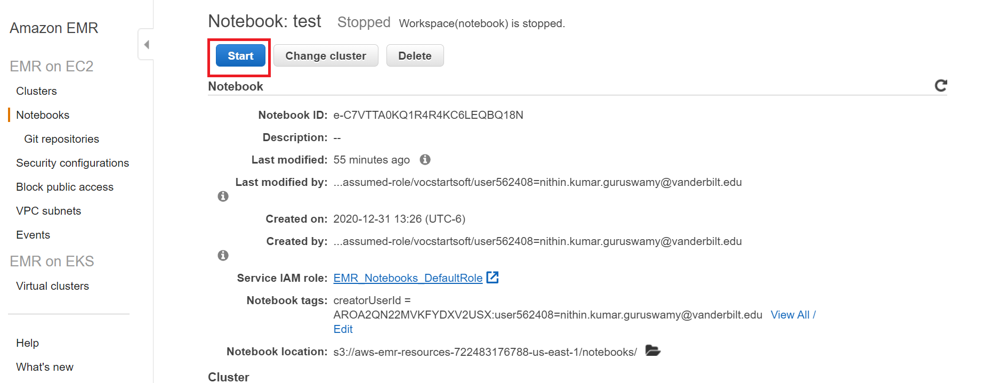 Amazon EMR
EMR on EC2
Clusters
Notebooks
Git repositories
Security configurations
Block public access
VPC subnets
Events
EMR on EKS
Virtual clusters
Help
What's new
Notebook: test Stopped Workspace(notebook) is stopped.
Start Change cluster Delete
Notebook
Notebook ID: e-C7VTTA0KQ1R4R4KC6LEQBQ18N
Description: --
Last modified: 55 minutes ago
Last modified by: ...assumed-role/vocstartsoft/user562408=nithin.kumar.guruswamy@vanderbilt.edu
Created on: 2020-12-31 13:26 (UTC-6)
Created by: ...assumed-role/vocstartsoft/user562408=nithin.kumar.guruswamy@vanderbilt.edu
Service IAM role: EMR_Notebooks_DefaultRole
Notebook tags: creatorUserId =
AROA2QN22MVKFYDXV2USX:user562408=nithin.kumar.guruswamy@vanderbilt.edu View All /
Edit
Notebook location: s3://aws-emr-resources-722483176788-us-east-1/notebooks/
Cluster